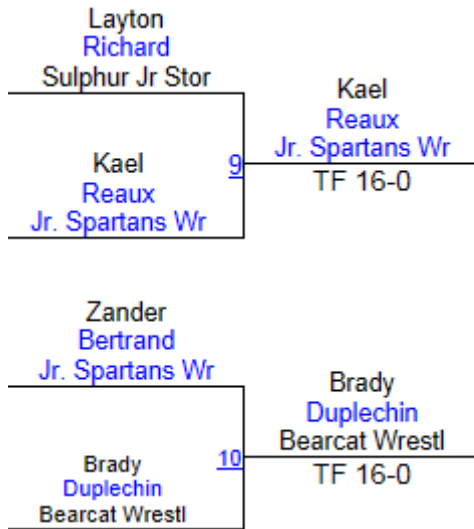 Layton
Richard
Sulphur Jr Stor
Kael
Reaux
Jr. Spartans Wr
9
Kael
Reaux
Jr. Spartans Wr
TF 16-0
Zander
Bertrand
Jr. Spartans Wr
Brady
Duplechin
Bearcat Wrestl
10
Brady
Duplechin
Bearcat Wrestl
TF 16-0